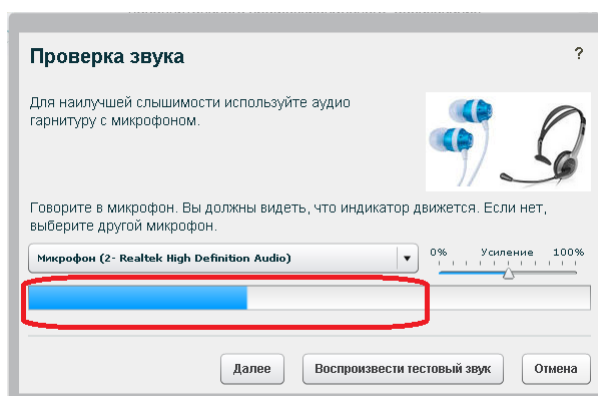 Проверка звука
?
Для наилучшей слышимости используйте аудио
гарнитуру с микрофоном.
Говорите в микрофон. Вы должны видеть, что индикатор движется. Если нет,
выберите другой микрофон.
Микрофон (2- Realtek High Definition Audio)
0% Усиление 100%
Далее
Воспроизвести тестовый звук
Отмена